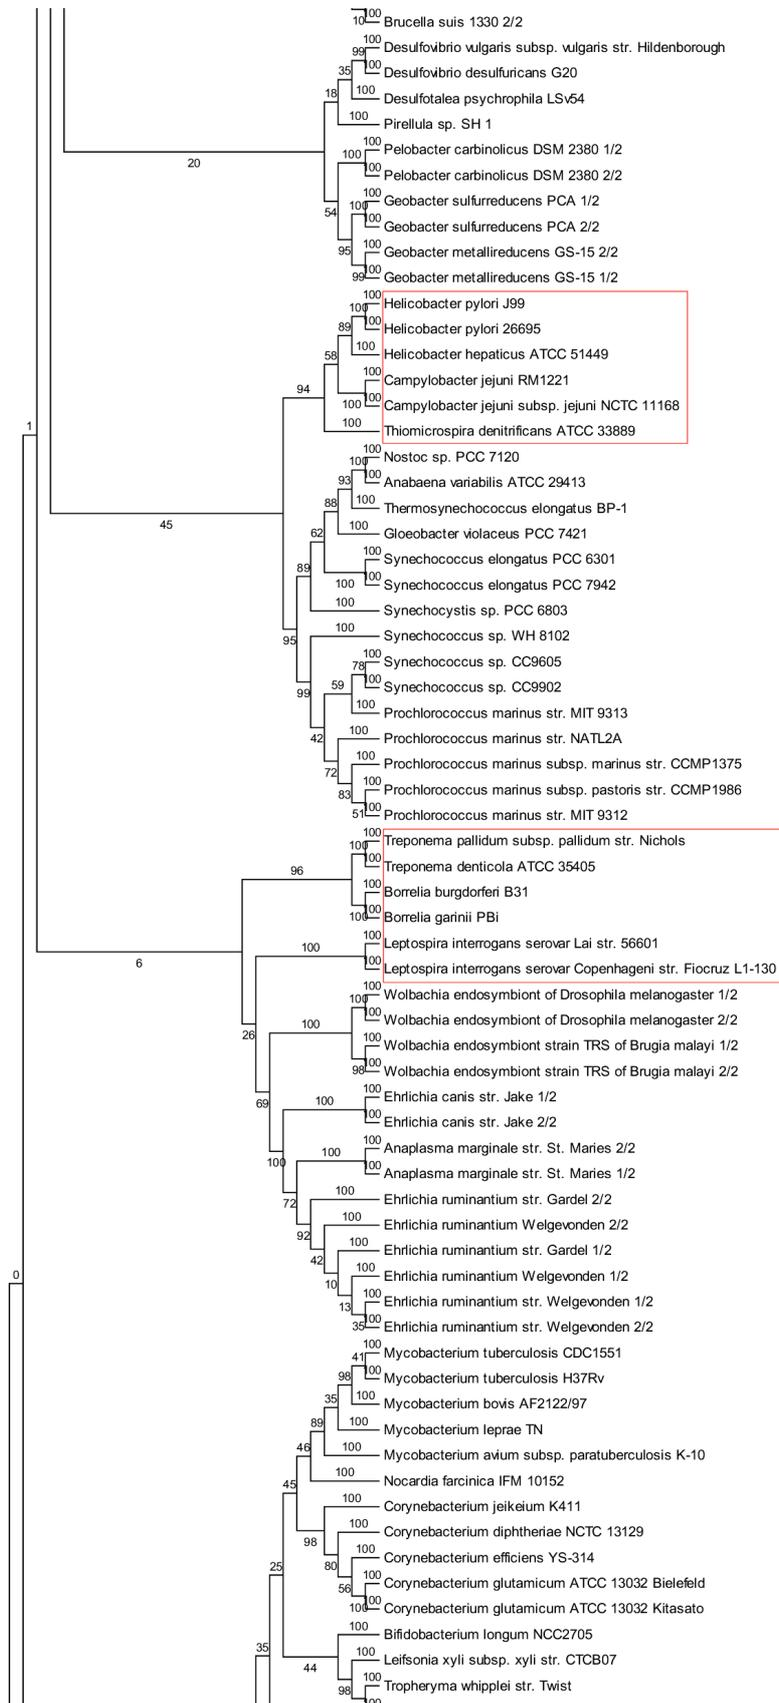 100
10 Brucella suis 1330 2/2
100 Desulfovibrio vulgaris subsp. vulgaris str. Hildenborough
99
100 Desulfovibrio desulfuricans G20
35
100 Desulfotalea psychrophila LSv54
18
100 Pirellula sp. SH 1
20
100 Pelobacter carbinolicus DSM 2380 1/2
100
100 Pelobacter carbinolicus DSM 2380 2/2
54
100 Geobacter sulfurreducens PCA 1/2
100
100 Geobacter sulfurreducens PCA 2/2
95
100 Geobacter metallireducens GS-15 2/2
99 100 Geobacter metallireducens GS-15 1/2
100 Helicobacter pylori J99
100
100 Helicobacter pylori 26695
89
100 Helicobacter hepaticus ATCC 51449
58
100 Campylobacter jejuni RM1221
94
100 100 Campylobacter jejuni subsp. jejuni NCTC 11168
100 Thiomicrospira denitrificans ATCC 33889
1
45
100 Nostoc sp. PCC 7120
100
100 Anabaena variabilis ATCC 29413
93
100 Thermosynechococcus elongatus BP-1
88
100 Gloeobacter violaceus PCC 7421
62
100 Synechococcus elongatus PCC 6301
89
100 100 Synechococcus elongatus PCC 7942
100 Synechocystis sp. PCC 6803
95
100 Synechococcus sp. WH 8102
99
100 Synechococcus sp. CC9605
78
100 Synechococcus sp. CC9902
59
100 Prochlorococcus marinus str. MIT 9313
42
100 Prochlorococcus marinus str. NATL2A
72
100 Prochlorococcus marinus subsp. marinus str. CCMP1375
83
100 Prochlorococcus marinus subsp. pastoris str. CCMP1986
51 100 Prochlorococcus marinus str. MIT 9312
100 Treponema pallidum subsp. pallidum str. Nichols
100
100 Treponema denticola ATCC 35405
96
100 Borrelia burgdorferi B31
100 100 Borrelia garinii PBi
6
100 Leptospira interrogans serovar Lai str. 56601
100
100 Leptospira interrogans serovar Copenhageni str. Fiocruz L1-130
26
100 Wolbachia endosymbiont of Drosophila melanogaster 1/2
100
100 Wolbachia endosymbiont of Drosophila melanogaster 2/2
100
100 Wolbachia endosymbiont strain TRS of Brugia malayi 1/2
98 100 Wolbachia endosymbiont strain TRS of Brugia malayi 2/2
69
100 Ehrlichia canis str. Jake 1/2
100
100 Ehrlichia canis str. Jake 2/2
100
100 Anaplasma marginale str. St. Maries 2/2
100
100 Anaplasma marginale str. St. Maries 1/2
72
100 Ehrlichia ruminantium str. Gardel 2/2
92
100 Ehrlichia ruminantium Welgevonden 2/2
42
100 Ehrlichia ruminantium str. Gardel 1/2
10
100 Ehrlichia ruminantium Welgevonden 1/2
0
13
100 Ehrlichia ruminantium str. Welgevonden 1/2
35 100 Ehrlichia ruminantium str. Welgevonden 2/2
100 Mycobacterium tuberculosis CDC1551
41
100 Mycobacterium tuberculosis H37Rv
98
100 Mycobacterium bovis AF2122/97
35
100 Mycobacterium leprae TN
89
100 Mycobacterium avium subsp. paratuberculosis K-10
46
100 Nocardia farcinica IFM 10152
45
100 Corynebacterium jeikeium K411
98
100 Corynebacterium diphtheriae NCTC 13129
80
100 Corynebacterium efficiens YS-314
56
100 Corynebacterium glutamicum ATCC 13032 Bielefeld
100 100 Corynebacterium glutamicum ATCC 13032 Kitasato
25
100 Bifidobacterium longum NCC2705
35
44
100 Leifsonia xyli subsp. xyli str. CTCB07
98
100 Tropheryma whipplei str. Twist
100